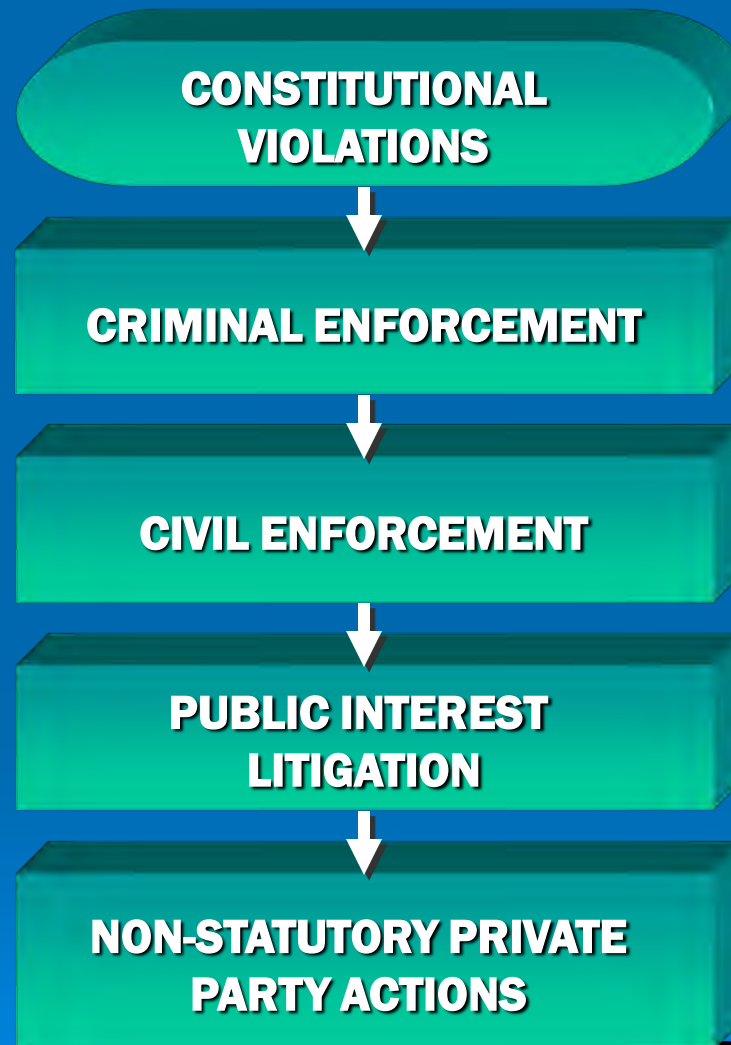 CONSTITUTIONAL
VIOLATIONS
CRIMINAL ENFORCEMENT
CIVIL ENFORCEMENT
PUBLIC INTEREST
LITIGATION
NON-STATUTORY PRIVATE
PARTY ACTIONS